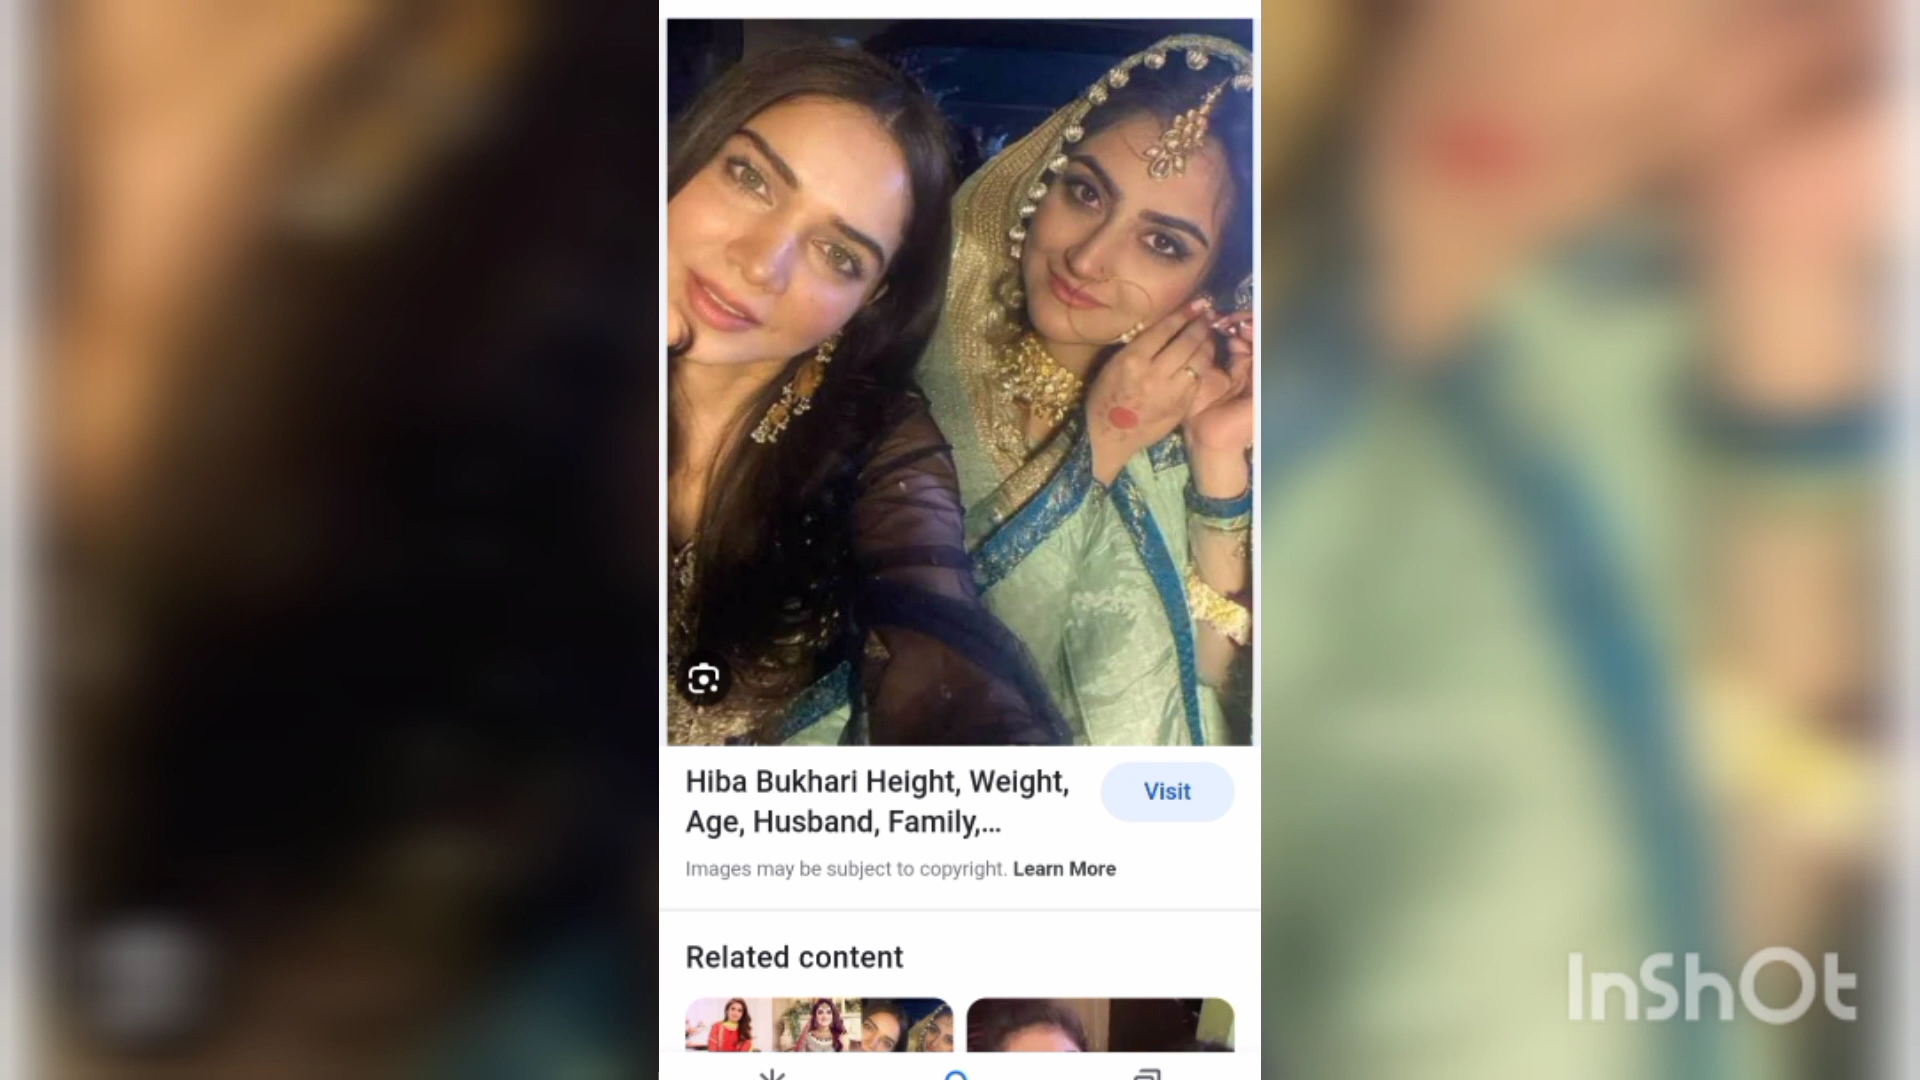 Hiba Bukhari Height, Weight,
Age, Husband, Family,...
Visit
Images may be subject to copyright. Learn More
Related content
InShOt